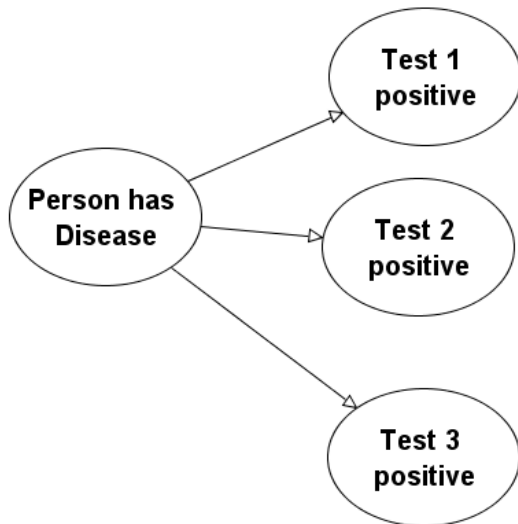 Test 1
positive
Person has
Disease
Test 2
positive
Test 3
positive